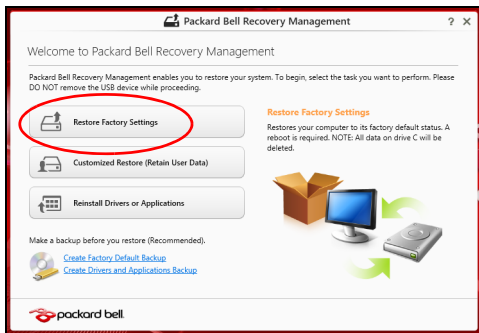 Packard Bell Recovery Management
? X
Welcome to Packard Bell Recovery Management
Packard Bell Recovery Management enables you to restore your system. To begin, select the task you want to perform. Please
DO NOT remove the USB device while proceeding.
Restore Factory Settings
Customized Restore (Retain User Data)
Reinstall Drivers or Applications
Restore Factory Settings
Restores your computer to its factory default status. A
reboot is required. NOTE: All data on drive C will be
deleted.
Make a backup before you restore (Recommended).
Create Factory Default Backup
Create Drivers and Applications Backup
packard bell